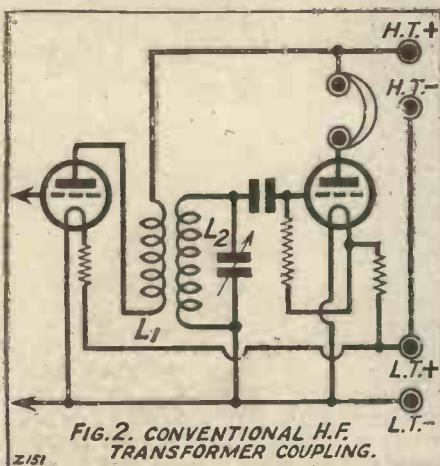 H.T.+
H.T.-
L2
L1
L.T.+
L.T.-
FIG.2. CONVENTIONAL H.F.
TRANSFORMER COUPLING.
Z151